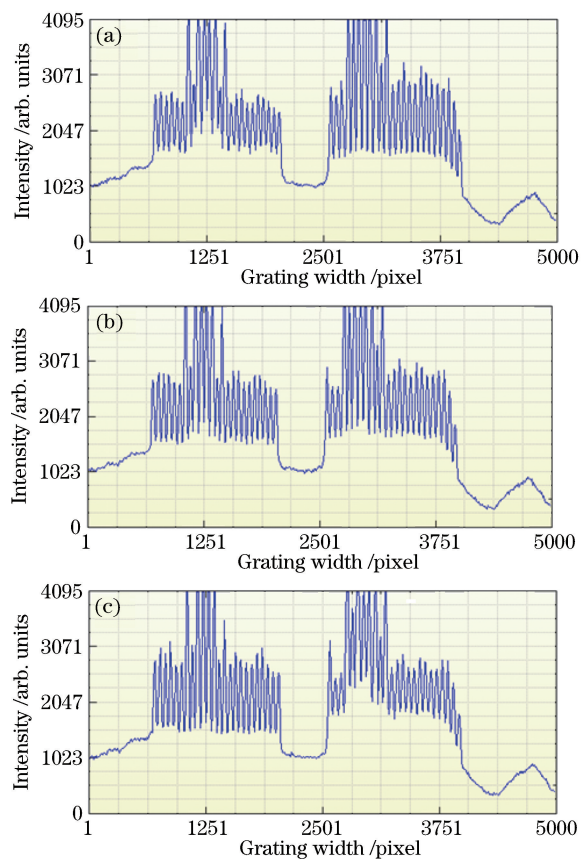 (a)
Intensity /arb. units
4095
3071
2047
1023
0
1 1251 2501 3751 5000
Grating width /pixel
(b)
Intensity /arb. units
4095
3071
2047
1023
0
1 1251 2501 3751 5000
Grating width /pixel
(c)
Intensity /arb. units
4095
3071
2047
1023
0
1 1251 2501 3751 5000
Grating width /pixel